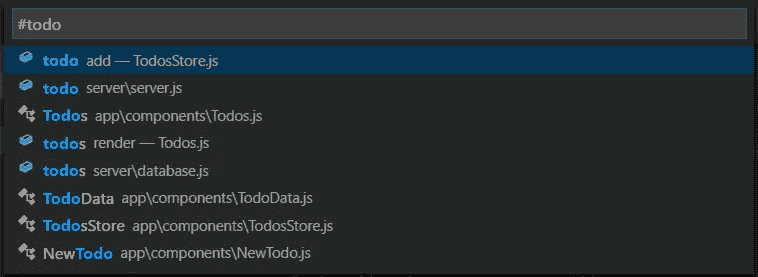 #todo
todo add — TodosStore.js
todo server\server.js
Todos app\components\Todos.js
todos render — Todos.js
todos server\database.js
TodoData app\components\TodoData.js
TodosStore app\components\TodosStore.js
NewTodo app\components\NewTodo.js